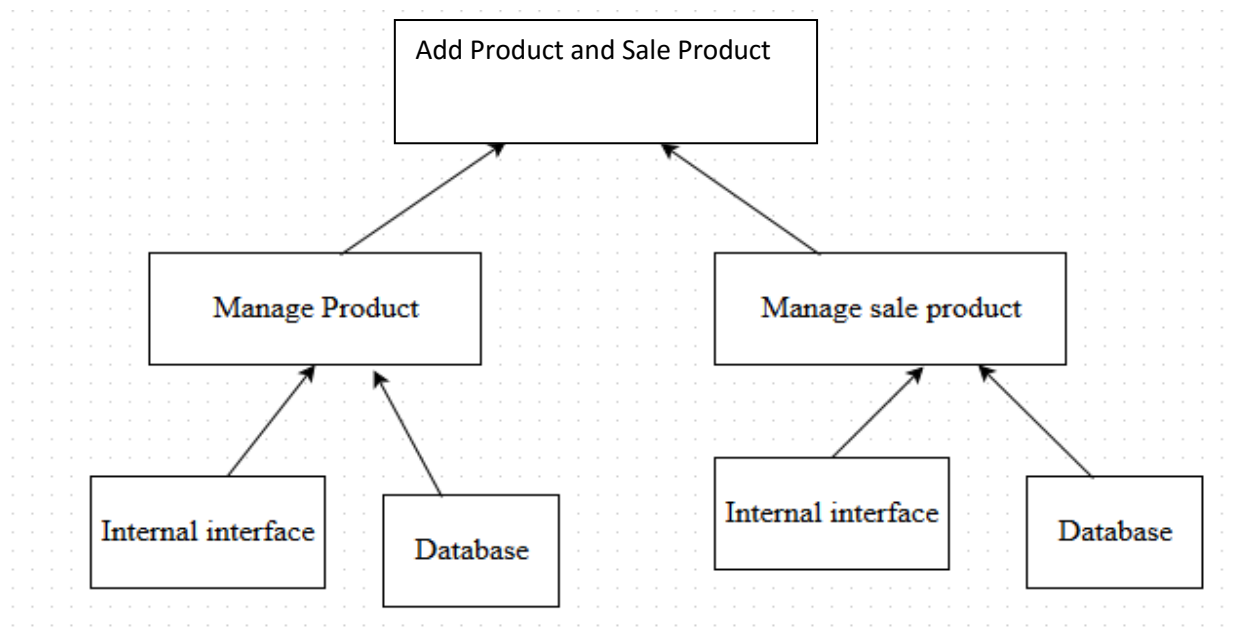 Add Product and Sale Product
Manage Product
Manage sale product
Internal interface
Database
Internal interface
Database